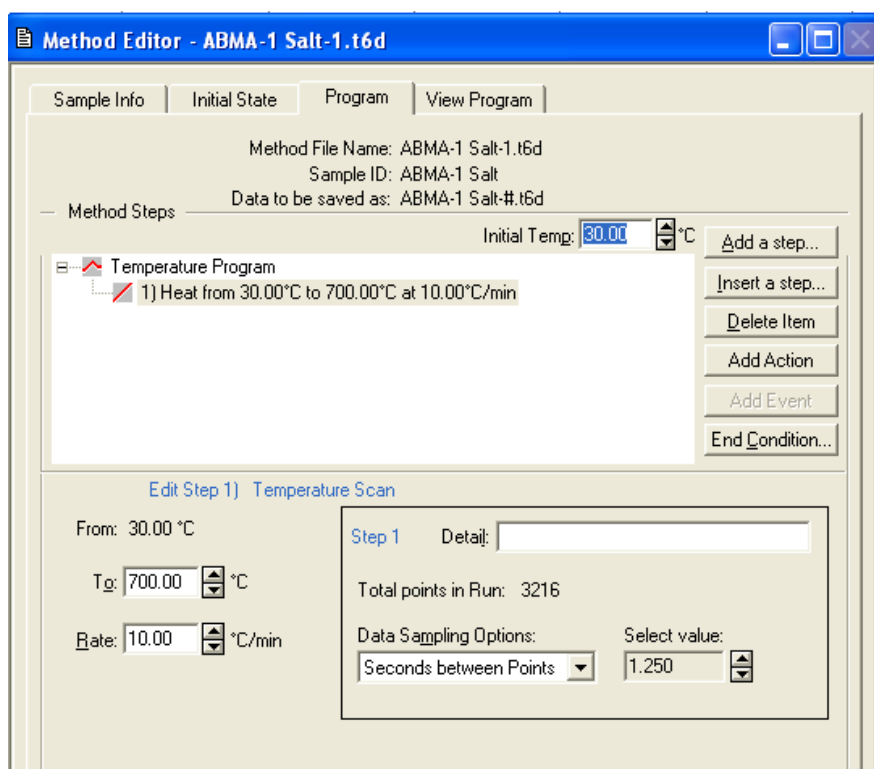 Method Editor - ABMA-1 Salt-1.t6d
Sample Info Initial State Program View Program
Method File Name: ABMA-1 Salt-1.t6d
Sample ID: ABMA-1 Salt
Data to be saved as: ABMA-1 Salt-#.t6d
Method Steps
Initial Temp: 30.00 °C
Add a step...
Temperature Program
Insert a step...
1) Heat from 30.00°C to 700.00°C at 10.00°C/min
Delete Item
Add Action
Add Event
End Condition...
Edit Step 1) Temperature Scan
From: 30.00 °C
Step 1 Detail:
To: 700.00 °C
Total points in Run: 3216
Rate: 10.00 °C/min
Data Sampling Options: Select value:
Seconds between Points 1.250